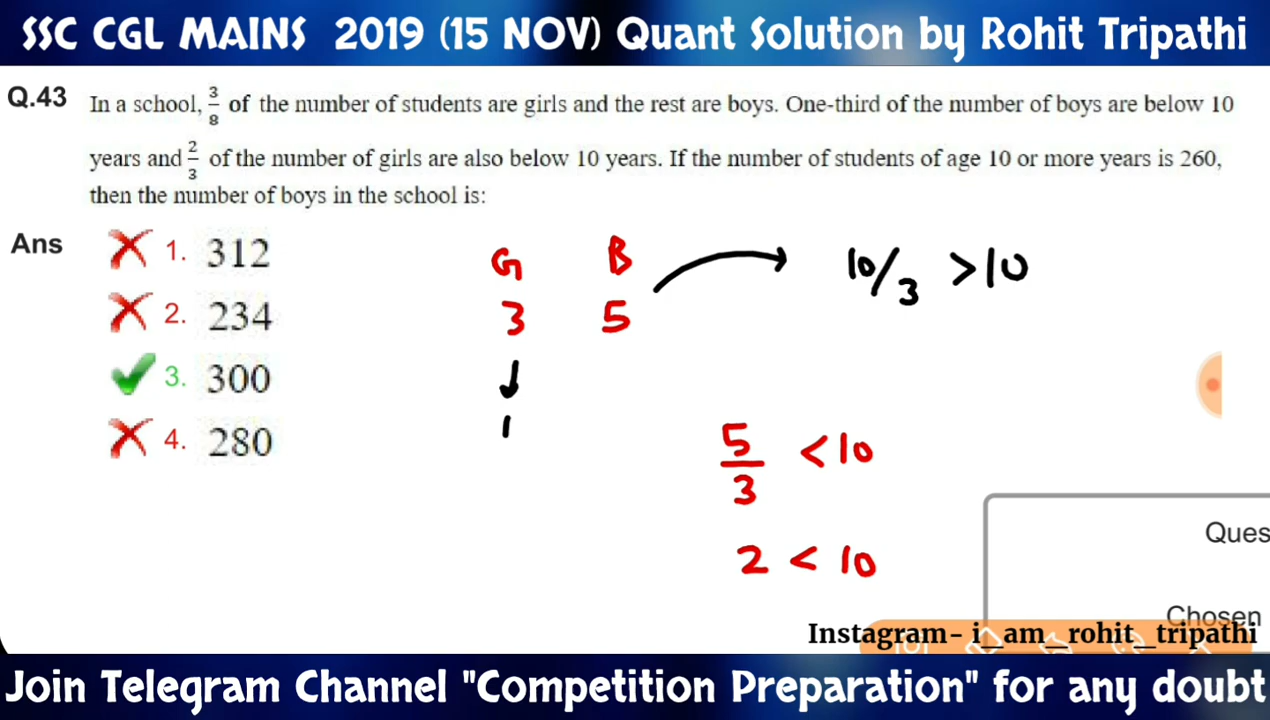 SSC CGL MAINS 2019 (15 NOV) Quant Solution by Rohit Tripathi
Q.43 In a school, 3/8 of the number of students are girls and the rest are boys. One-third of the number of boys are below 10
years and 2/3 of the number of girls are also below 10 years. If the number of students of age 10 or more years is 260,
then the number of boys in the school is:
Ans
1. 312
2. 234
3. 300
4. 280
G B
3 5
1
10/3 >10
5/3 <10
2 < 10
Ques
Chosen
Instagram- i_am_rohit_tripathi
Join Telegram Channel "Competition Preparation" for any doubt